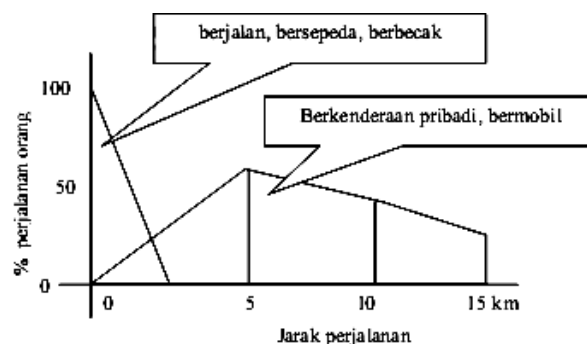 berjalan, bersepeda, berbecak
Berkenderaan pribadi, bermobil
% perjalanan orang
100
50
0
0 5 10 15 km
Jarak perjalanan